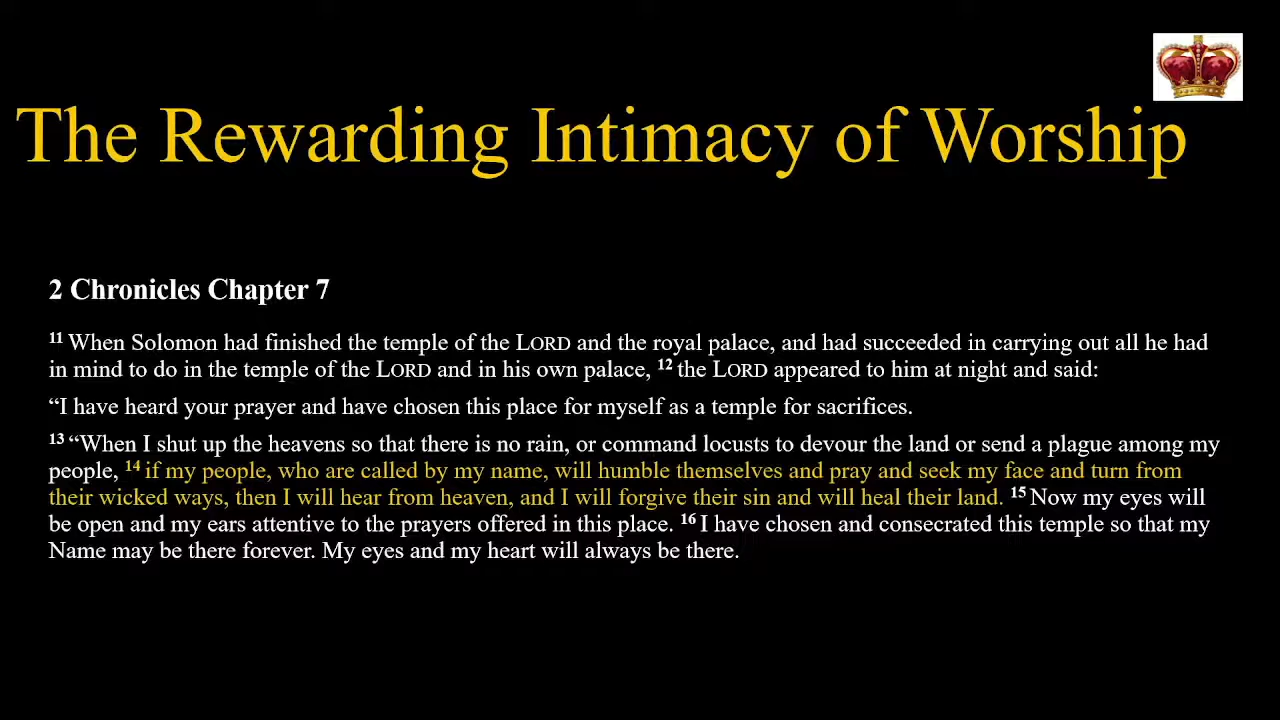 The Rewarding Intimacy of Worship
2 Chronicles Chapter 7
11 When Solomon had finished the temple of the LORD and the royal palace, and had succeeded in carrying out all he had
in mind to do in the temple of the LORD and in his own palace, 12 the LORD appeared to him at night and said:
“I have heard your prayer and have chosen this place for myself as a temple for sacrifices.
13 “When I shut up the heavens so that there is no rain, or command locusts to devour the land or send a plague among my
people, 14 if my people, who are called by my name, will humble themselves and pray and seek my face and turn from
their wicked ways, then I will hear from heaven, and I will forgive their sin and will heal their land. 15 Now my eyes will
be open and my ears attentive to the prayers offered in this place. 16 I have chosen and consecrated this temple so that my
Name may be there forever. My eyes and my heart will always be there.